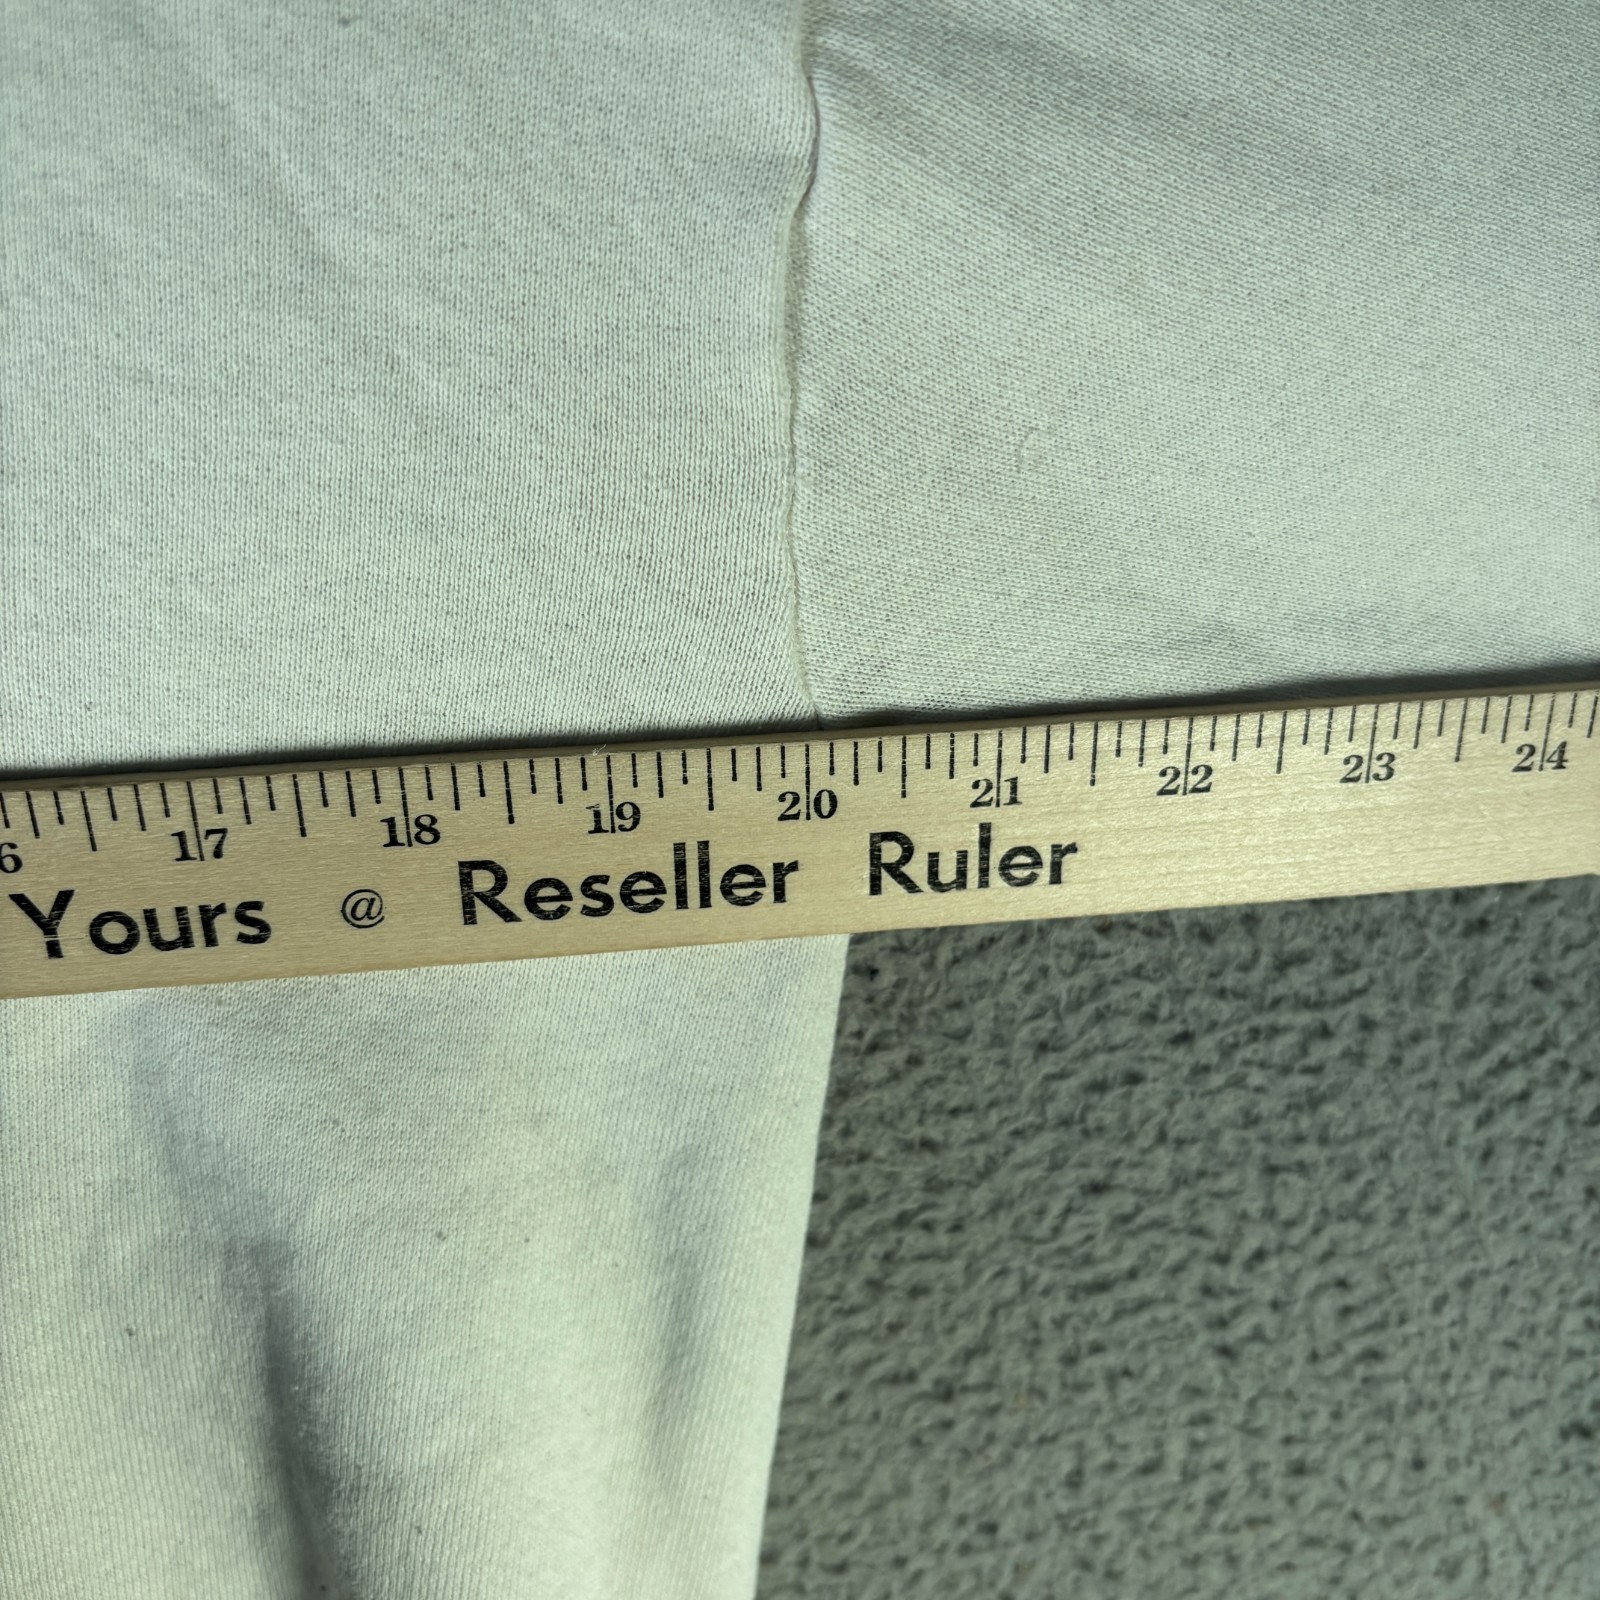 6 17 18 19 20 21 22 23 24
Yours @ Reseller Ruler